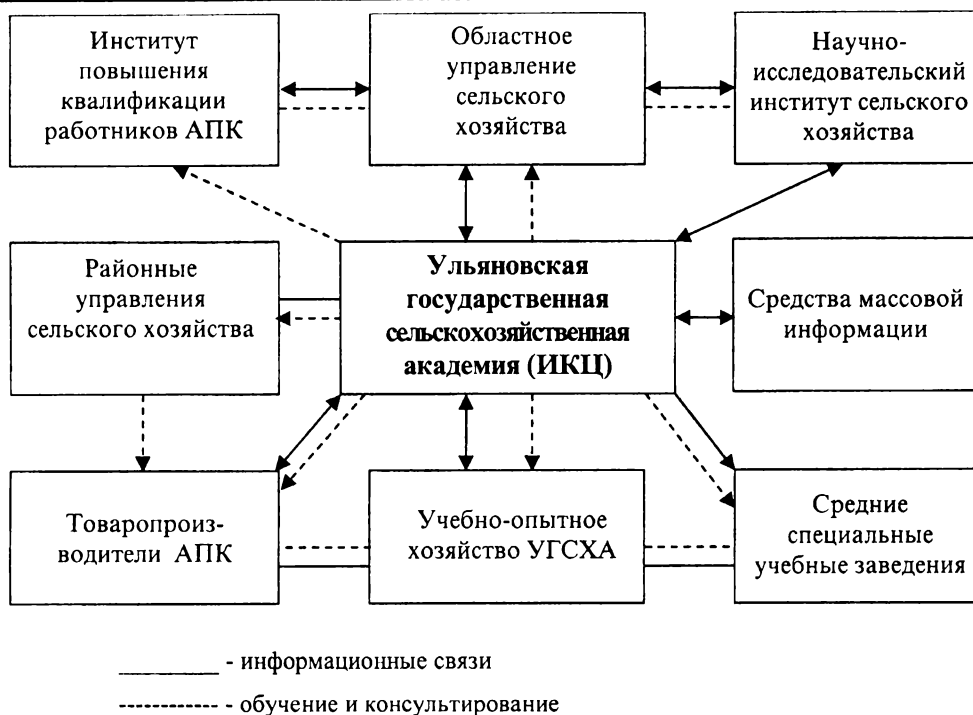 Институт
повышения
квалификации
работников АПК
Областное
управление
сельского
хозяйства
Научно-
исследовательский
институт сельского
хозяйства
Районные
управления
сельского хозяйства
Ульяновская
государственная
сельскохозяйственная
академия (ИКЦ)
Средства массовой
информации
Товаропроиз-
водители АПК
Учебно-опытное
хозяйство УГСХА
Средние
специальные
учебные заведения
- информационные связи
- обучение и консультирование